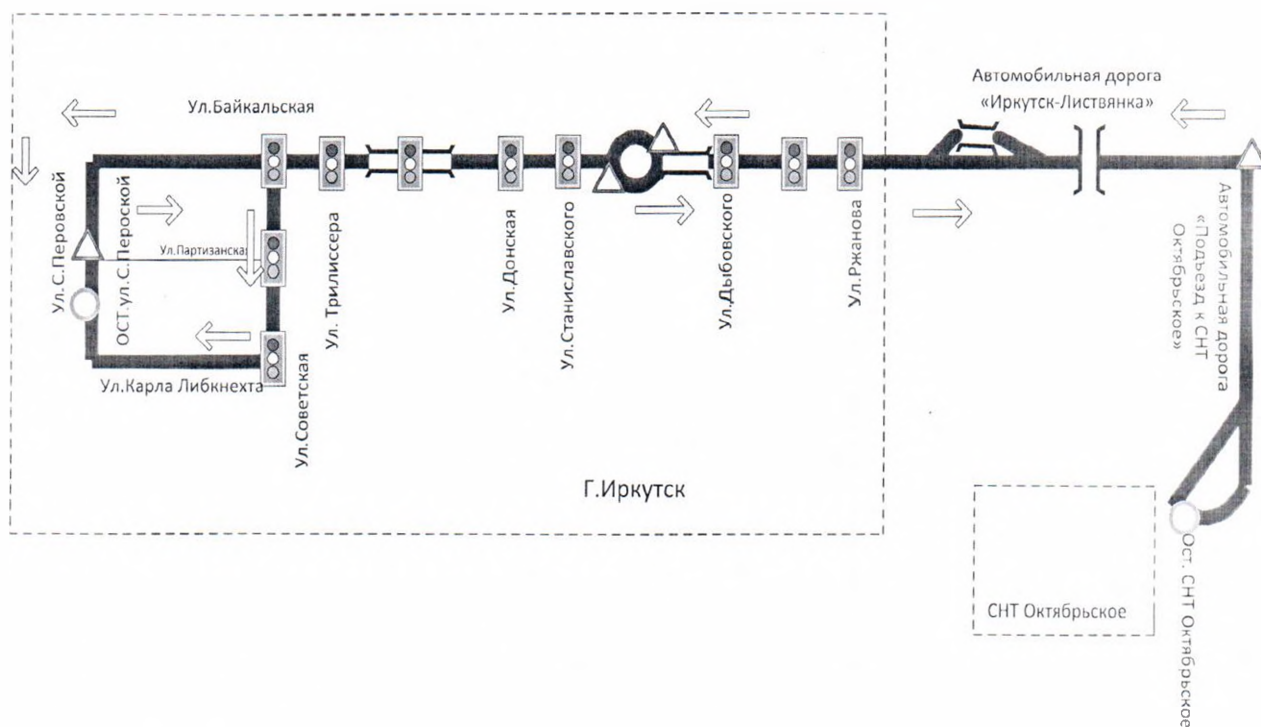 Автомобильная дорога
«Иркутск-Листвянка»
Ул.Байкальская
Ул.С.Перовской
ОСТ.ул.С.Пероской
Ул.Партизанская
Ул. Трилиссера
Ул.Донская
Ул.Станиславского
Ул.Дыбовского
Ул.Ржанова
Автомобильная дорога
«Подъезд к СНТ
Октябрьское»
Ул.Карла Либкнехта
Ул.Советская
Г.Иркутск
СНТ Октябрьское
Ост. СНТ Октябрьское